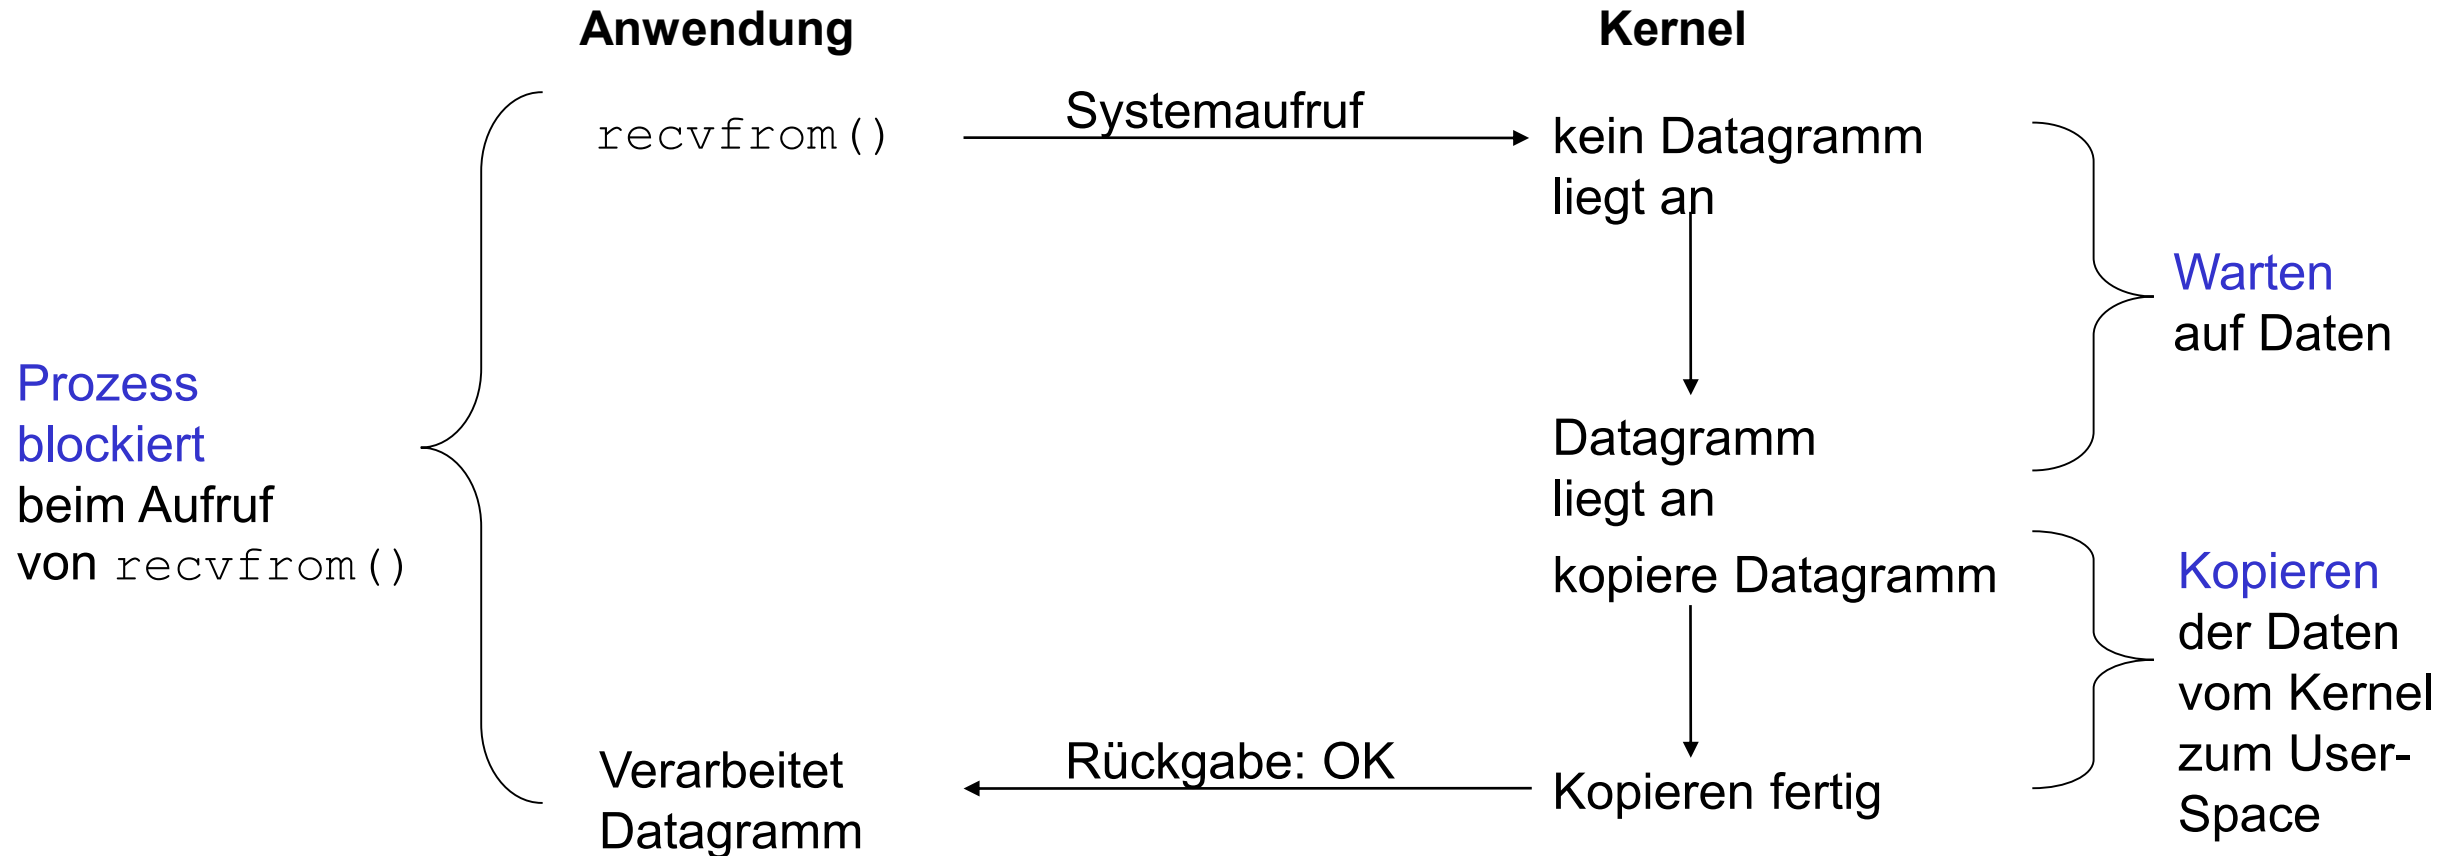 Anwendung
Kernel
recvfrom()
Systemaufruf
kein Datagramm
liegt an
Warten
auf Daten
Prozess
blockiert
beim Aufruf
von recvfrom()
Datagramm
liegt an
kopiere Datagramm
Kopieren
der Daten
vom Kernel
zum User-
Space
Verarbeitet
Datagramm
Rückgabe: OK
Kopieren fertig